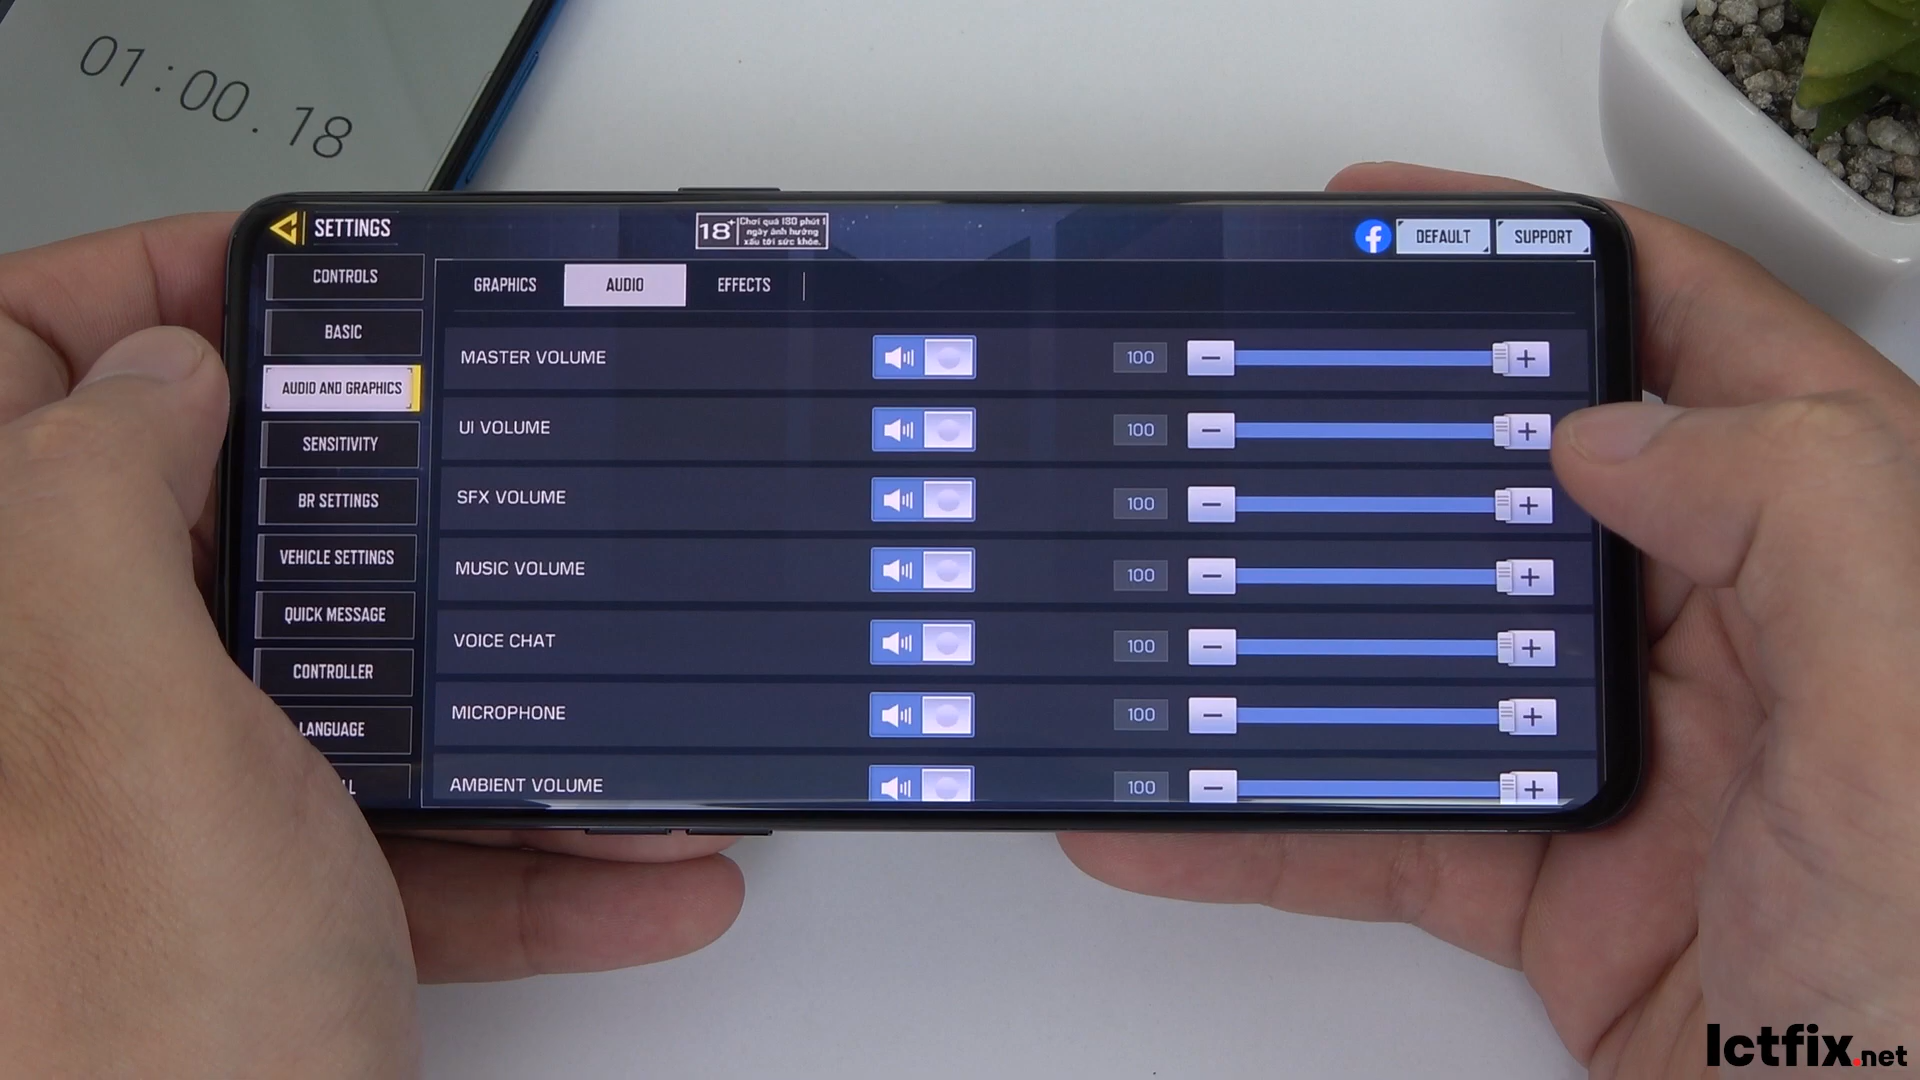 01:00.18
SETTINGS
18+
Chơi quá 180 phút 1
ngày ảnh hưởng
xấu tới sức khỏe.
DEFAULT
SUPPORT
CONTROLS
BASIC
AUDIO AND GRAPHICS
SENSITIVITY
BR SETTINGS
VEHICLE SETTINGS
QUICK MESSAGE
CONTROLLER
LANGUAGE
GRAPHICS
AUDIO
EFFECTS
MASTER VOLUME
100
UI VOLUME
100
SFX VOLUME
100
MUSIC VOLUME
100
VOICE CHAT
100
MICROPHONE
100
AMBIENT VOLUME
100
Ictfix.net